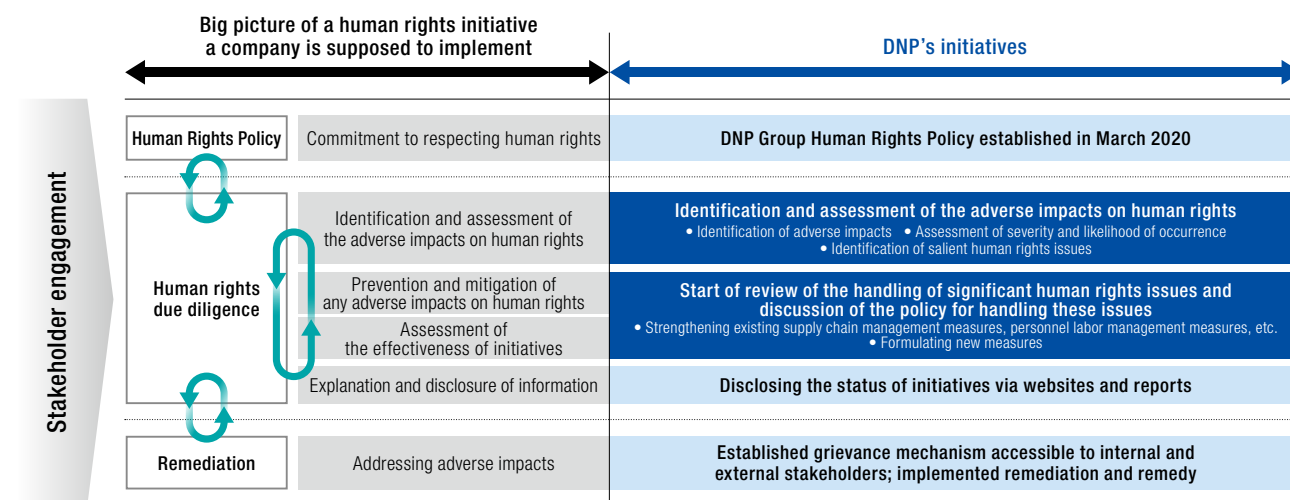 Big picture of a human rights initiative
a company is supposed to implement
DNP's initiatives
Stakeholder engagement
Human Rights Policy
Commitment to respecting human rights
DNP Group Human Rights Policy established in March 2020
Human rights
due diligence
Identification and assessment of
the adverse impacts on human rights
Identification and assessment of the adverse impacts on human rights
• Identification of adverse impacts • Assessment of severity and likelihood of occurrence
• Identification of salient human rights issues
Prevention and mitigation of
any adverse impacts on human rights
Assessment of
the effectiveness of initiatives
Start of review of the handling of significant human rights issues and
discussion of the policy for handling these issues
• Strengthening existing supply chain management measures, personnel labor management measures, etc.
• Formulating new measures
Explanation and disclosure of information
Disclosing the status of initiatives via websites and reports
Remediation
Addressing adverse impacts
Established grievance mechanism accessible to internal and
external stakeholders; implemented remediation and remedy